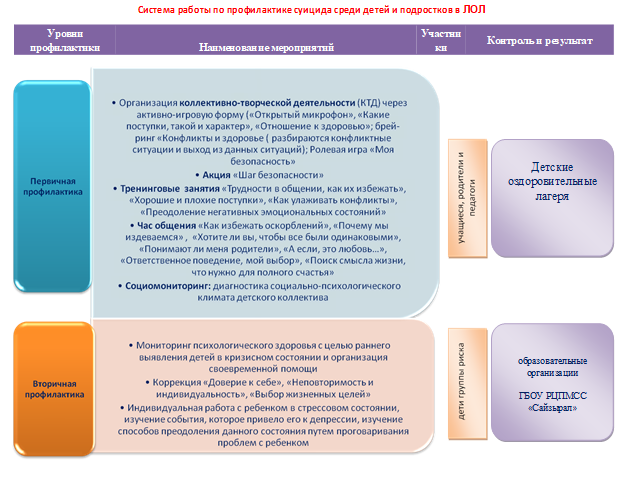 Система работы по профилактике суицида среди детей и подростков в ЛОЛ
Уровни
профилактики
Наименование мероприятий
Участни
ки
Контроль и результат
Первичная
профилактика
• Организация коллективно-творческой деятельности (КТД) через
активно-игровую форму («Открытый микрофон», «Какие
поступки, такой и характер», «Отношение к здоровью»; брей-
ринг «Конфликты и здоровье ( разбираются конфликтные
ситуации и выход из данных ситуаций); Ролевая игра «Моя
безопасность»
• Акция «Шаг безопасности»
• Тренинговые занятия «Трудности в общении, как их избежать»,
«Хорошие и плохие поступки», «Как улаживать конфликты»,
«Преодоление негативных эмоциональных состояний»
• Час общения «Как избежать оскорблений», «Почему мы
издеваемся» , «Хотите ли вы, чтобы все были одинаковыми»,
«Понимают ли меня родители», «А если, это любовь…»,
«Ответственное поведение, мой выбор», «Поиск смысла жизни,
что нужно для полного счастья»
• Социомониторинг: диагностика социально-психологического
климата детского коллектива
учащиеся, родители и
педагоги
Детские
оздоровительные
лагеря
Вторичная
профилактика
• Мониторинг психологического здоровья с целью раннего
выявления детей в кризисном состоянии и организация
своевременной помощи
• Коррекция «Доверие к себе», «Неповторимость и
индивидуальность», «Выбор жизненных целей»
• Индивидуальная работа с ребенком в стрессовом состоянии,
изучение события, которое привело его к депрессии, изучение
способов преодоления данного состояния путем проговаривания
проблем с ребенком
дети группы риска
образовательные
организации
ГБОУ РЦПМСС
«Сайзырал»